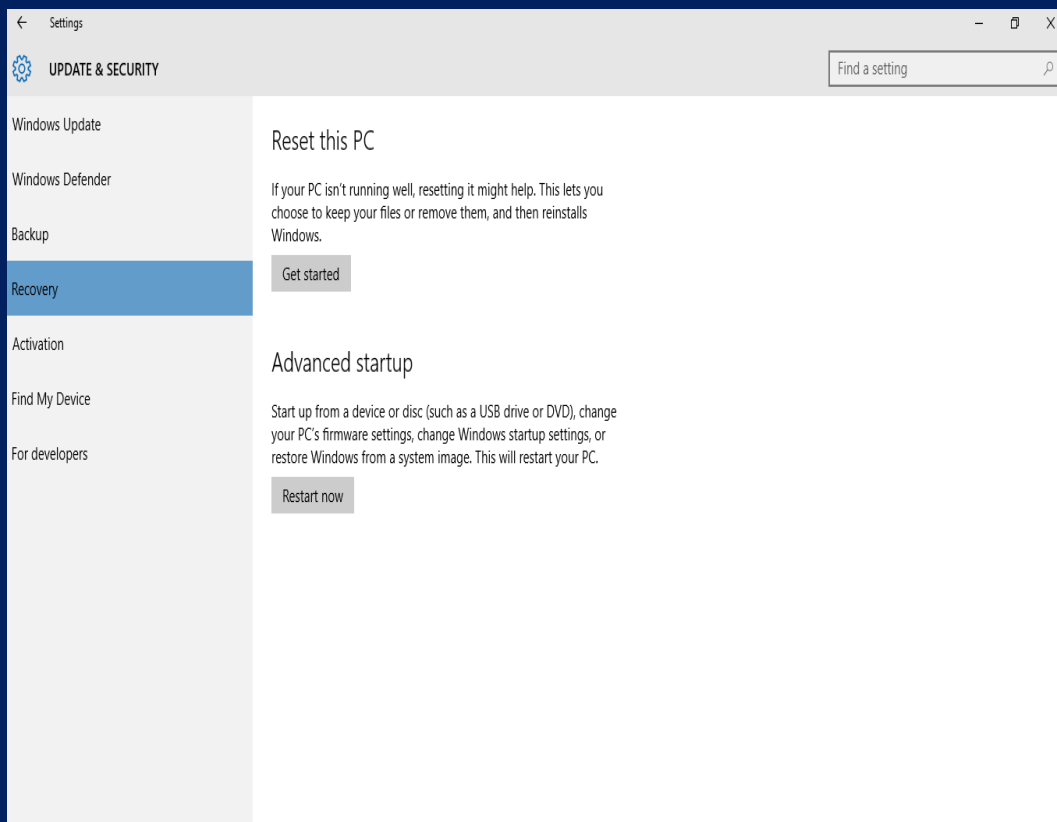 Settings
UPDATE & SECURITY
Find a setting
Windows Update
Windows Defender
Backup
Recovery
Activation
Find My Device
For developers
Reset this PC
If your PC isn't running well, resetting it might help. This lets you
choose to keep your files or remove them, and then reinstalls
Windows.
Get started
Advanced startup
Start up from a device or disc (such as a USB drive or DVD), change
your PC's firmware settings, change Windows startup settings, or
restore Windows from a system image. This will restart your PC.
Restart now